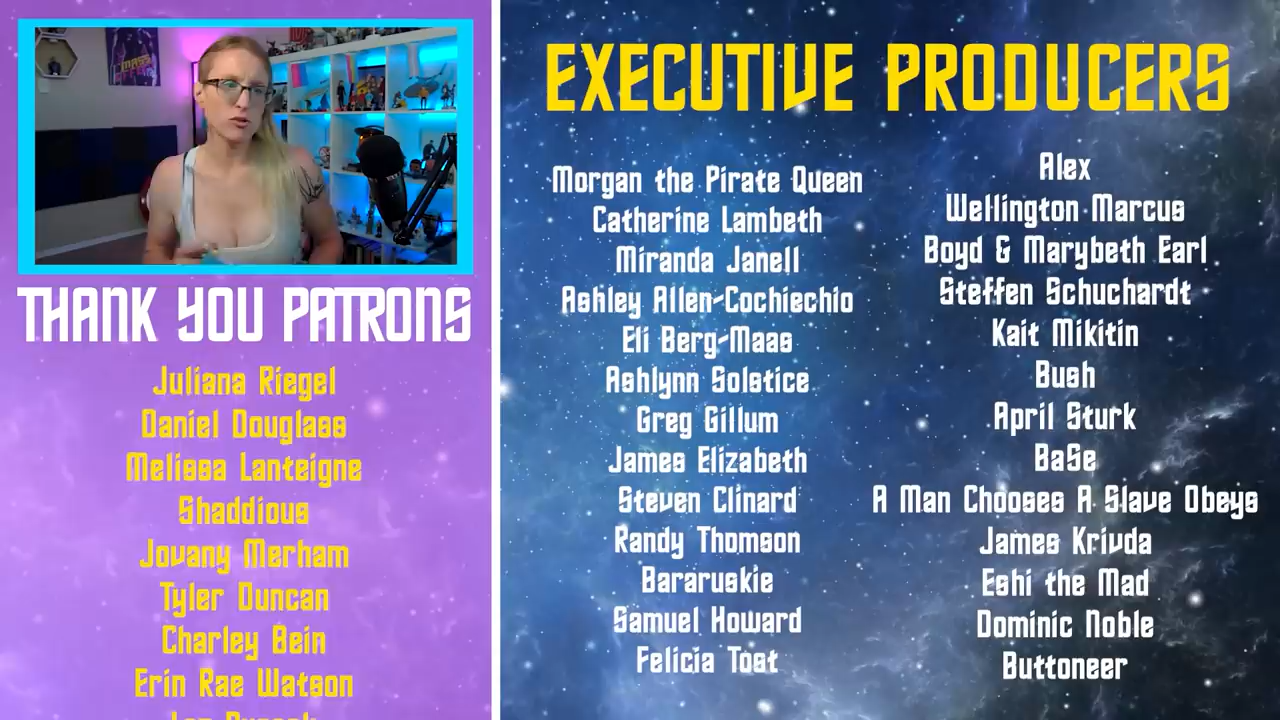 EXECUTIVE PRODUCERS
THANK YOU PATRONS
Juliana Riegel
Daniel Douglass
Melissa Lanteigne
Shaddious
Jovany Merham
Tyler Duncan
Charley Bein
Erin Rae Watson
Morgan the Pirate Queen
Catherine Lambeth
Miranda Janell
Ashley Allen-Cochiechio
Eli Berg-Maas
Ashlynn Solstice
Greg Gillum
James Elizabeth
Steven Clinard
Randy Thomson
Bararuskie
Samuel Howard
Felicia Tost
Alex
Wellington Marcus
Boyd & Marybeth Earl
Steffen Schuchardt
Kait Mikitin
Bush
April Sturk
BaSe
A Man Chooses A Slave Obeys
James Krivda
Eshi the Mad
Dominic Noble
Buttoneer